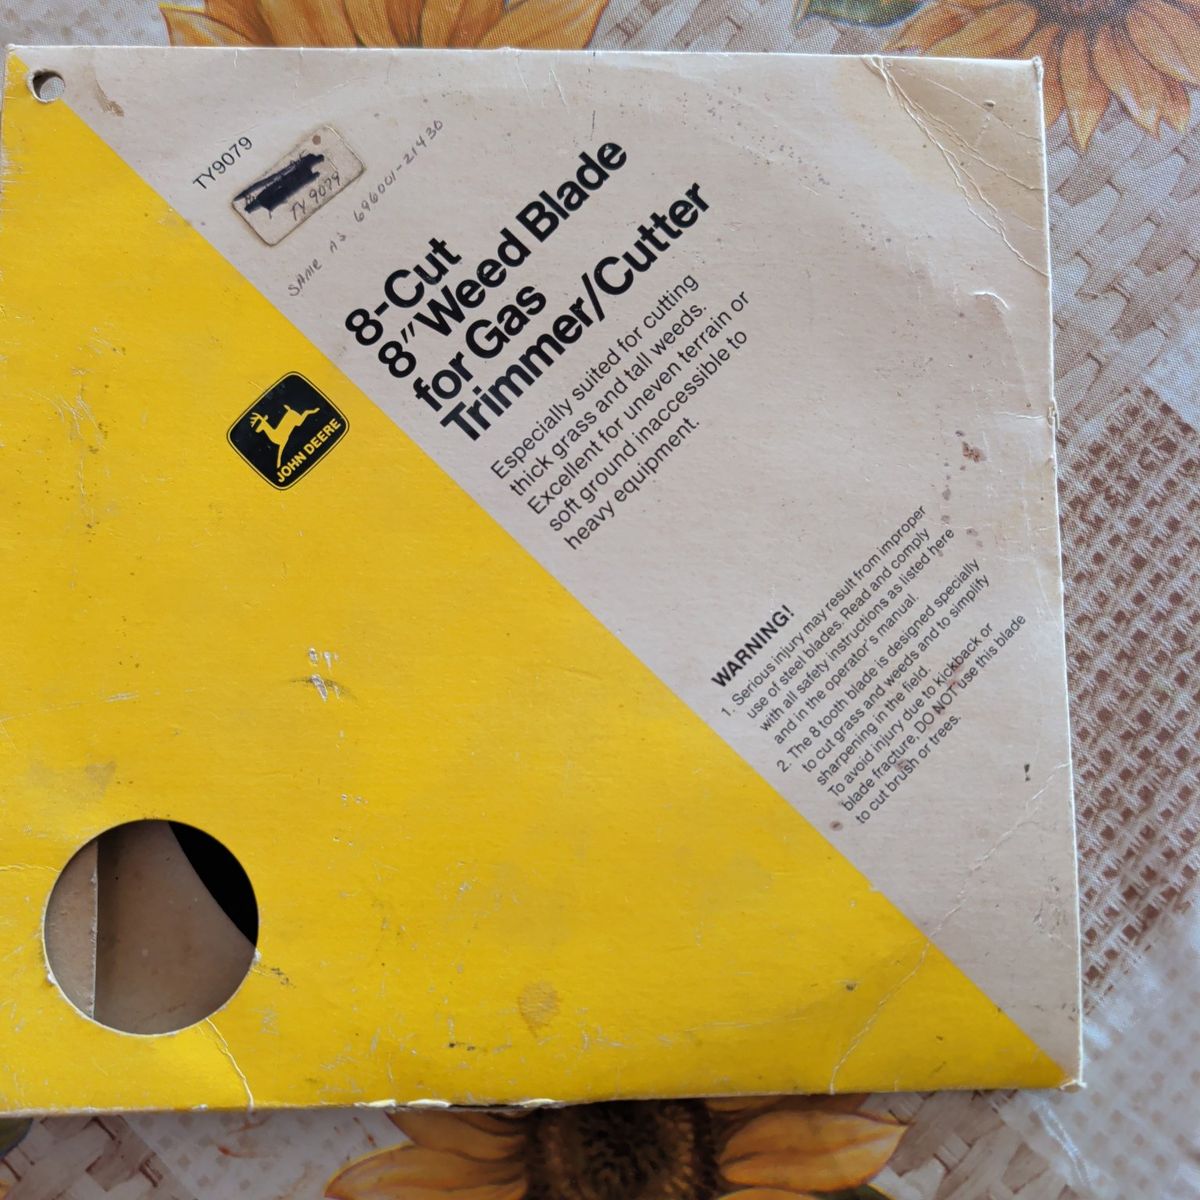 TY9079
TY 9079
SAME AS 696001-21430
8-Cut
8" Weed Blade
for Gas
Trimmer/Cutter
Especially suited for cutting
thick grass and tall weeds.
Excellent for uneven terrain or
soft ground inaccessible to
heavy equipment.
JOHN DEERE
WARNING!
1. Serious injury may result from improper
use of steel blades. Read and comply
with all safety instructions as listed here
and in the operator's manual.
2. The 8 tooth blade is designed specially
to cut grass and weeds and to simplify
sharpening in the field.
To avoid injury due to kickback or
blade fracture, DO NOT use this blade
to cut brush or trees.